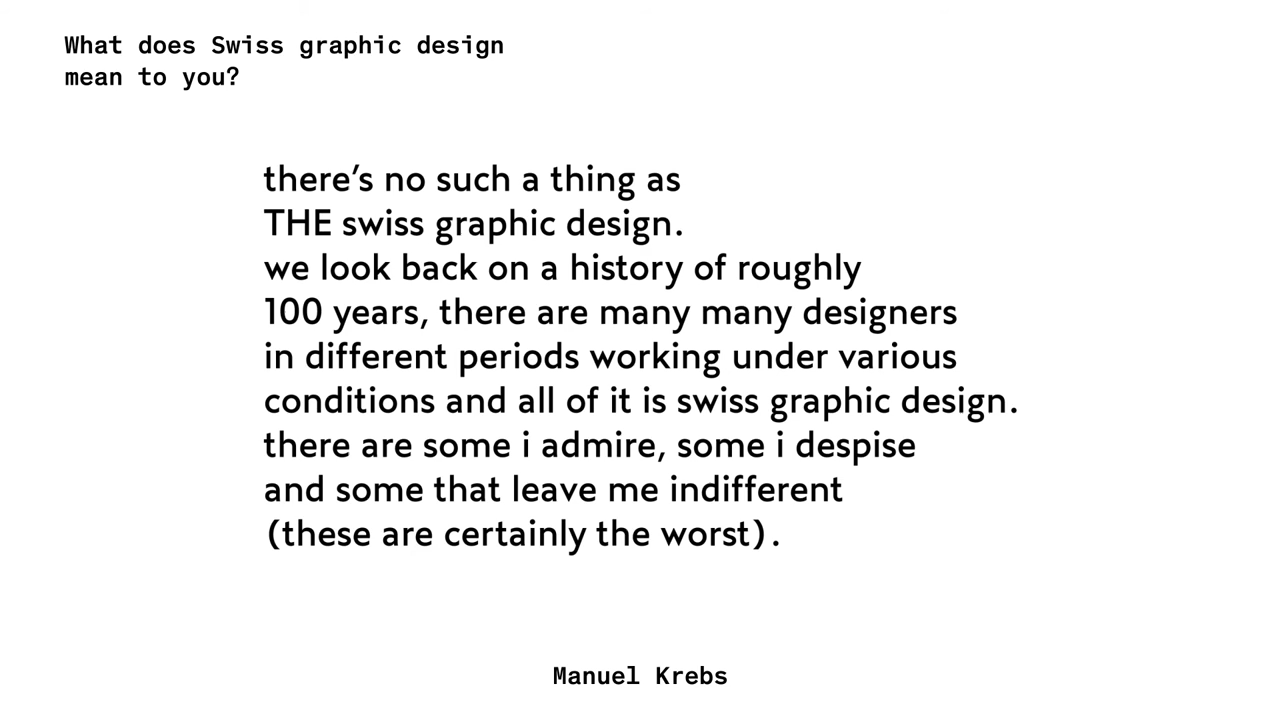 What does Swiss graphic design
mean to you?
there’s no such a thing as
THE swiss graphic design.
we look back on a history of roughly
100 years, there are many many designers
in different periods working under various
conditions and all of it is swiss graphic design.
there are some i admire, some i despise
and some that leave me indifferent
(these are certainly the worst).
Manuel Krebs